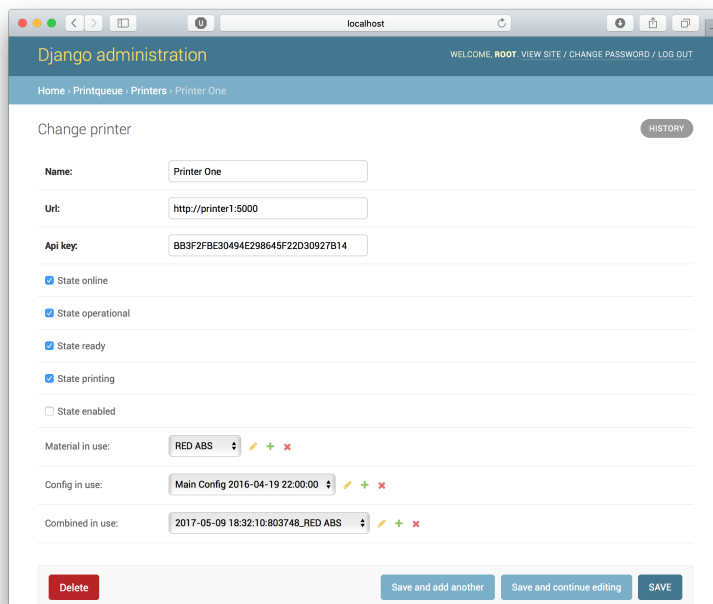 localhost
Django administration
WELCOME, ROOT. VIEW SITE / CHANGE PASSWORD / LOG OUT
Home › Printqueue › Printers › Printer One
Change printer
HISTORY
Name: Printer One
Url: http://printer1:5000
Api key: BB3F2FBE30494E298645F22D30927B14
State online
State operational
State ready
State printing
State enabled
Material in use: RED ABS
Config in use: Main Config 2016-04-19 22:00:00
Combined in use: 2017-05-09 18:32:10:803748_RED ABS
Delete
Save and add another
Save and continue editing
SAVE